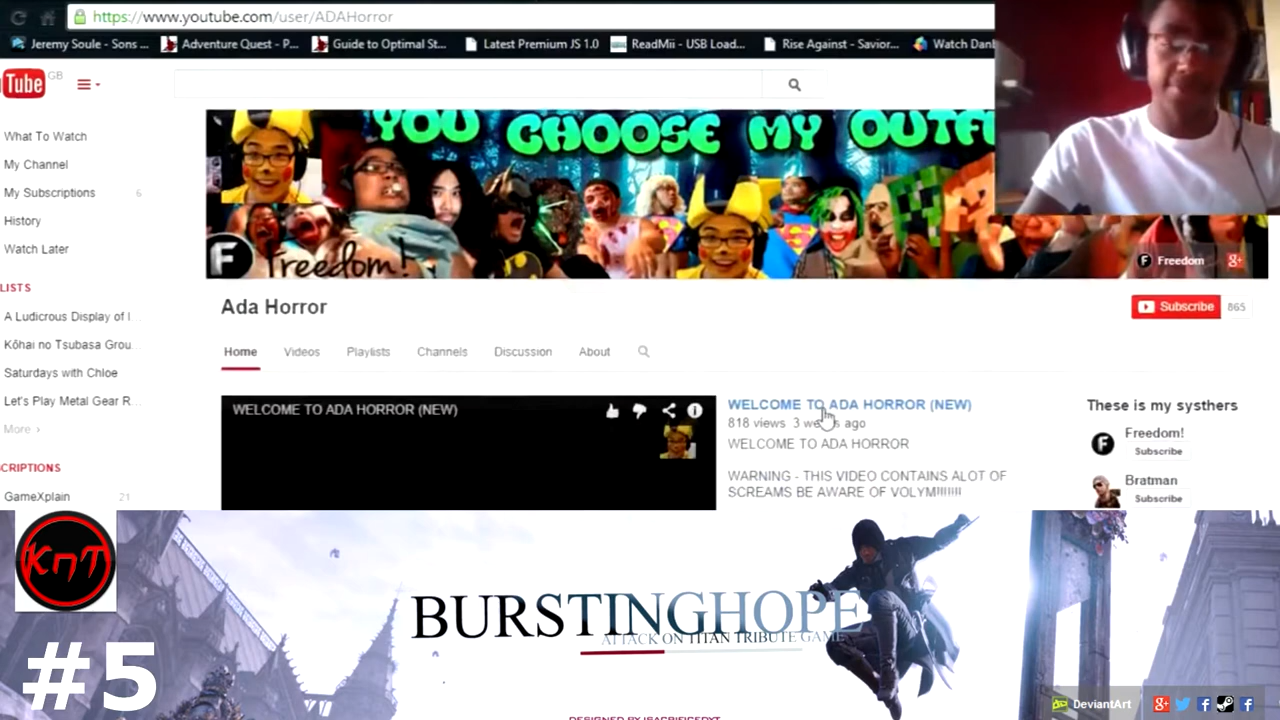 https://www.youtube.com/user/ADAHorror
Jeremy Soule - Sons ...
Adventure Quest - P...
Guide to Optimal St...
Latest Premium JS 1.0
ReadMii - USB Load...
Rise Against - Savior...
Watch Danb
Tube GB
What To Watch
My Channel
My Subscriptions 6
History
Watch Later
LISTS
A Ludicrous Display of I
Kōhai no Tsubasa Grou...
Saturdays with Chloe
Let's Play Metal Gear R...
More ›
CRIPTIONS
GameXplain 21
YOU CHOOSE MY OUTF
F Freedom!
F Freedom g+
Ada Horror
Subscribe 865
Home Videos Playlists Channels Discussion About
WELCOME TO ADA HORROR (NEW)
WELCOME TO ADA HORROR (NEW)
818 views 3 weeks ago
WELCOME TO ADA HORROR
WARNING - THIS VIDEO CONTAINS ALOT OF
SCREAMS BE AWARE OF VOLYM!!!!!!!
These is my systhers
F Freedom!
Subscribe
Bratman
Subscribe
KnT
#5
BURSTINGHOPE
ATTACK ON TITAN TRIBUTE GAME
DeviantArt g+